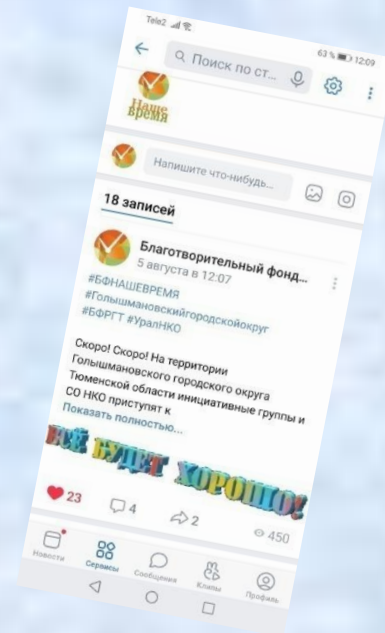 Tele2
63 % 12:09
Поиск по ст...
Наше
время
Напишите что-нибудь...
18 записей
Благотворительный фонд...
5 августа в 12:07
#БФНАШЕВРЕМЯ
#Голышмановскийгородскойокруг
#БФРГТ #УралНКО
Скоро! Скоро! На территории
Голышмановского городского округа
Тюменской области инициативные группы и
СО НКО приступят к
Показать полностью...
ВСЁ БУДЕТ ХОРОШО!
23 4 2 450
Новости Сервисы Сообщения Клипы Профиль